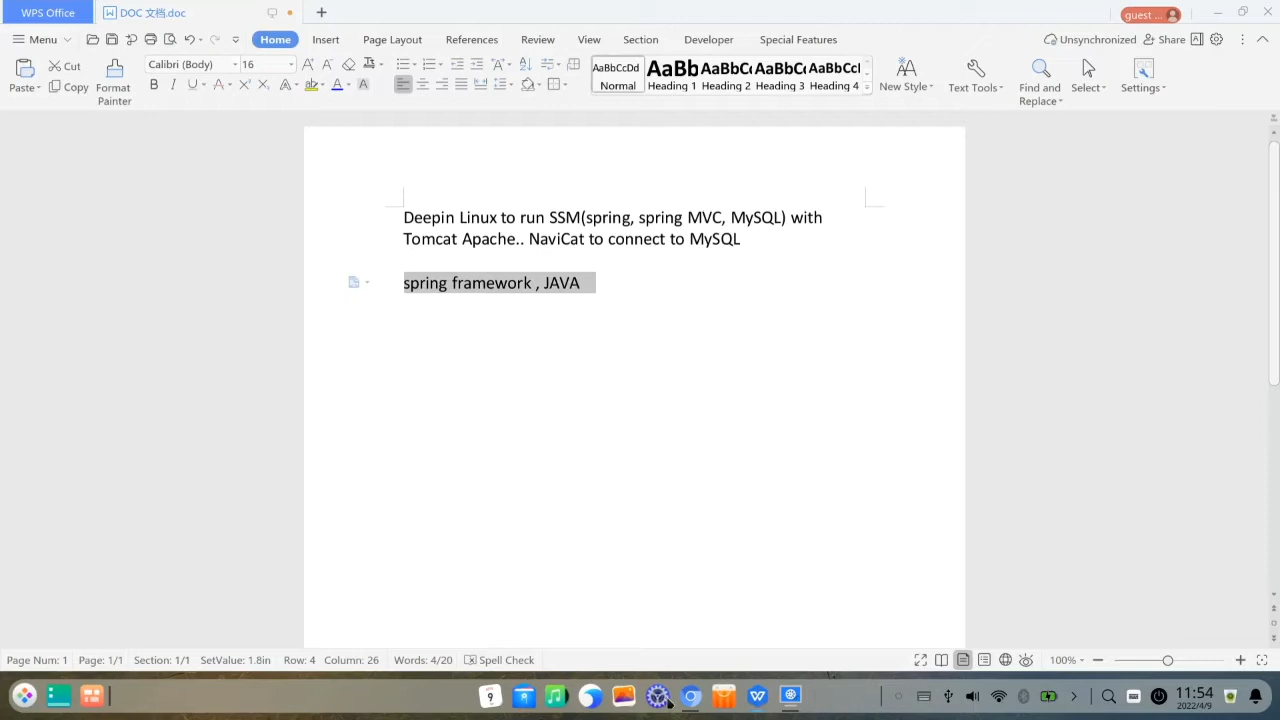 WPS Office DOC 文档.doc guest ...
Menu Home Insert Page Layout References Review View Section Developer Special Features Unsynchronized Share
Cut Calibri (Body) 16 AaBbCcDd AaBb AaBbC AaBbC AaBbCcl
Paste Copy Format Painter Normal Heading 1 Heading 2 Heading 3 Heading 4 New Style Text Tools Find and Replace Select Settings
Deepin Linux to run SSM(spring, spring MVC, MySQL) with
Tomcat Apache.. NaviCat to connect to MySQL
spring framework , JAVA
Page Num: 1 Page: 1/1 Section: 1/1 SetValue: 1.8in Row: 4 Column: 26 Words: 4/20 Spell Check 100%
11:54
2022/4/9